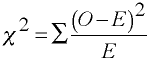 χ² = Σ (O−E)² / E